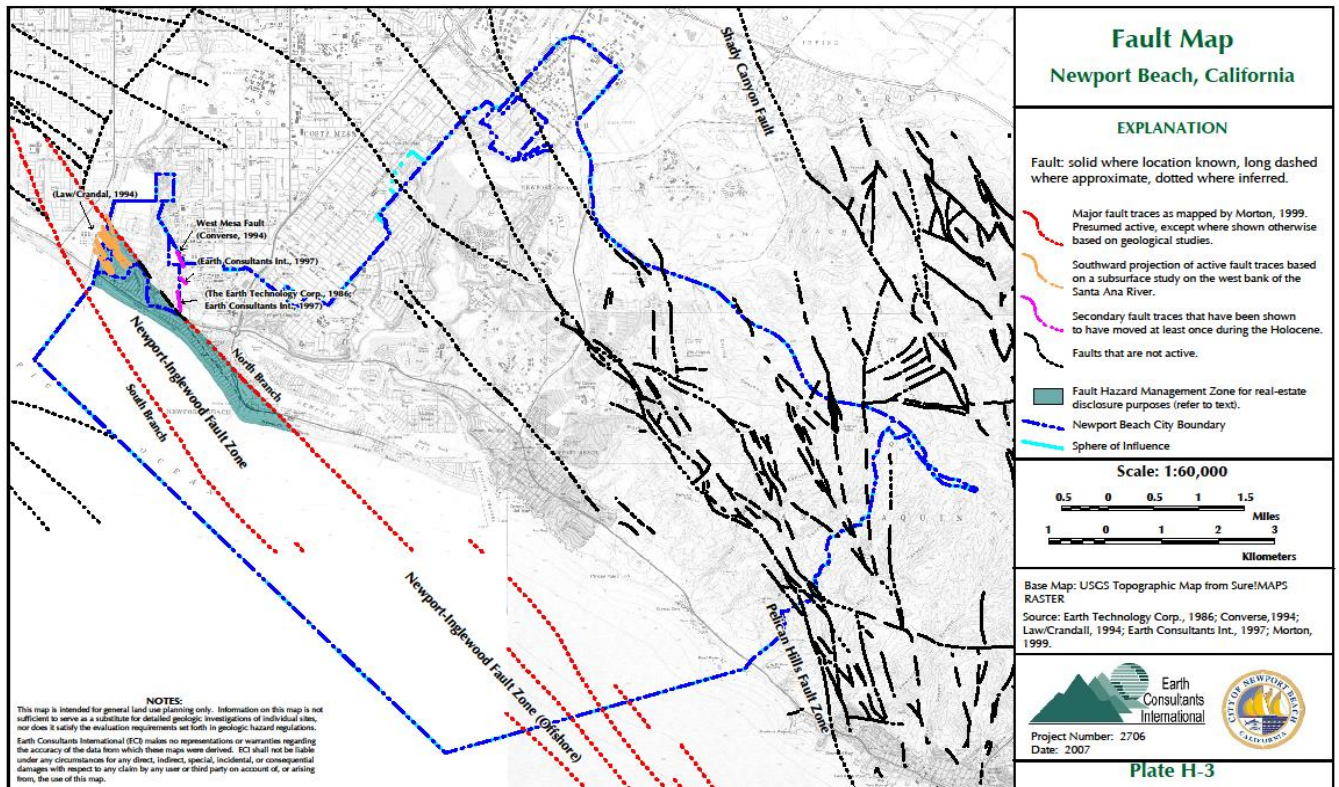 Fault Map
Newport Beach, California
EXPLANATION
Fault: solid where location known, long dashed
where approximate, dotted where inferred.
Major fault traces as mapped by Morton, 1999.
Presumed active, except where shown otherwise
based on geological studies.
Southward projection of active fault traces based
on a subsurface study on the west bank of the
Santa Ana River.
Secondary fault traces that have been shown
to have moved at least once during the Holocene.
Faults that are not active.
Fault Hazard Management Zone for real-estate
disclosure purposes (refer to text).
Newport Beach City Boundary
Sphere of Influence
Scale: 1:60,000
0.5 0 0.5 1 1.5
Miles
1 0 1 2 3
Kilometers
Base Map: USGS Topographic Map from Sure!MAPS
RASTER
Source: Earth Technology Corp., 1986; Converse,1994;
Law/Crandall, 1994; Earth Consultants Int., 1997; Morton,
1999.
Earth
Consultants
International
CITY OF NEWPORT BEACH
CALIFORNIA
Project Number: 2706
Date: 2007
Plate H-3
Shady Canyon Fault
(Law/Crandal, 1994)
West Mesa Fault
(Converse, 1994)
(Earth Consultants Int., 1997)
(The Earth Technology Corp., 1986;
Earth Consultants Int., 1997)
COSTA MESA
Newport-Inglewood Fault Zone
North Branch
South Branch
NEWPORT BEACH
OCEAN
Newport-Inglewood Fault Zone (Offshore)
Pelican Hills Fault Zone
NOTES:
This map is intended for general land use planning only. Information on this map is not
sufficient to serve as a substitute for detailed geologic investigations of individual sites,
nor does it satisfy the evaluation requirements set forth in geologic hazard regulations.
Earth Consultants International (ECI) makes no representations or warranties regarding
the accuracy of the data from which these maps were derived. ECI shall not be liable
under any circumstances for any direct, indirect, special, incidental, or consequential
damages with respect to any claim by any user or third party on account of, or arising
from, the use of this map.